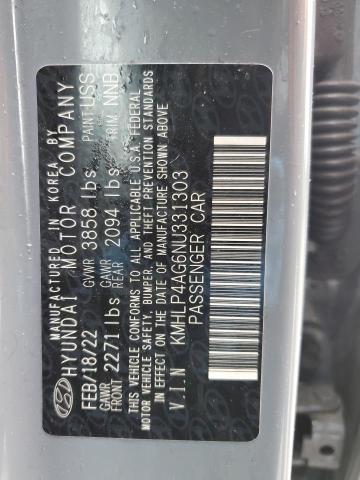 MANUFACTURED IN KOREA BY
HYUNDAI MOTOR COMPANY
FEB/18/22 GVWR 3858 lbs PAINT USS
GAWR FRONT 2271 lbs GAWR REAR 2094 lbs TRIM NNB
THIS VEHICLE CONFORMS TO ALL APPLICABLE U.S.A FEDERAL
MOTOR VEHICLE SAFETY, BUMPER, AND THEFT PREVENTION STANDARDS
IN EFFECT ON THE DATE OF MANUFACTURE SHOWN ABOVE
V.I.N KMHLP4AG6NU331303
PASSENGER CAR